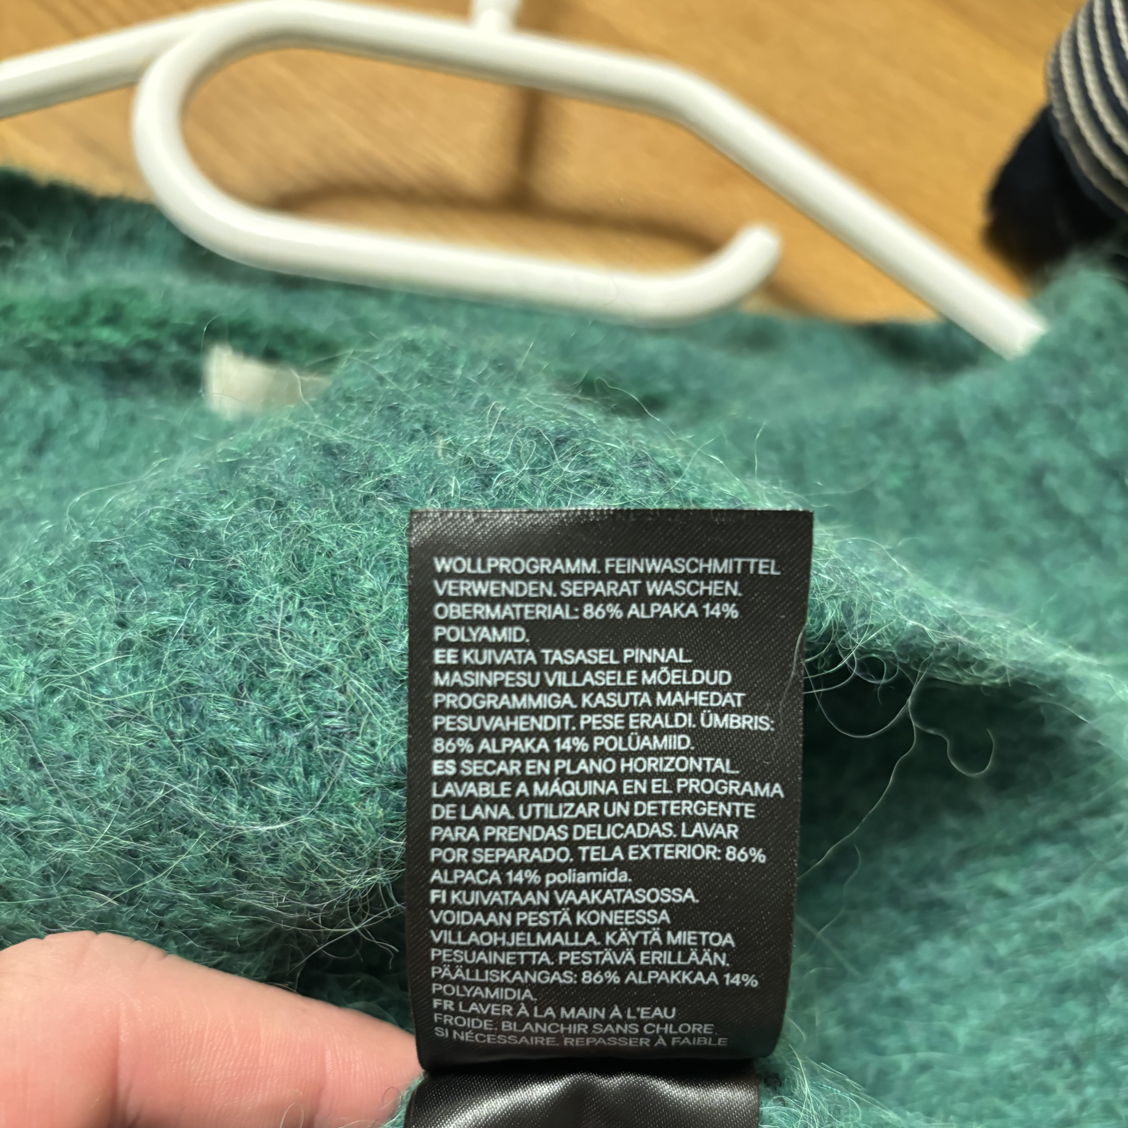 WOLLPROGRAMM. FEINWASCHMITTEL
VERWENDEN. SEPARAT WASCHEN.
OBERMATERIAL: 86% ALPAKA 14%
POLYAMID.
EE KUIVATA TASASEL PINNAL.
MASINPESU VILLASELE MÕELDUD
PROGRAMMIGA. KASUTA MAHEDAT
PESUVAHENDIT. PESE ERALDI. ÜMBRIS:
86% ALPAKA 14% POLÜAMIID.
ES SECAR EN PLANO HORIZONTAL.
LAVABLE A MÁQUINA EN EL PROGRAMA
DE LANA. UTILIZAR UN DETERGENTE
PARA PRENDAS DELICADAS. LAVAR
POR SEPARADO. TELA EXTERIOR: 86%
ALPACA 14% poliamida.
FI KUIVATAAN VAAKATASOSSA.
VOIDAAN PESTÄ KONEESSA
VILLAOHJELMALLA. KÄYTÄ MIETOA
PESUAINETTA. PESTÄVÄ ERILLÄÄN.
PÄÄLLISKANGAS: 86% ALPAKKAA 14%
POLYAMIDIA.
FR LAVER À LA MAIN À L'EAU
FROIDE. BLANCHIR SANS CHLORE,
SI NÉCESSAIRE. REPASSER À FAIBLE